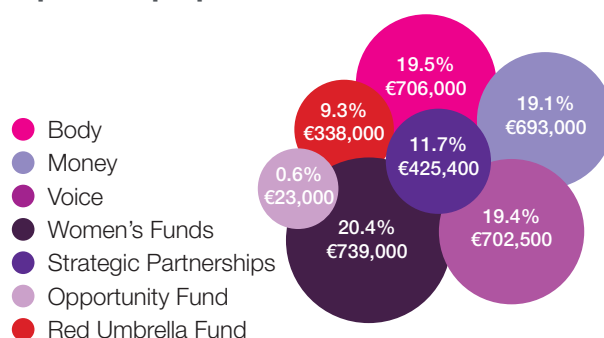 19.5%
€706,000
19.1%
€693,000
9.3%
€338,000
11.7%
€425,400
0.6%
€23,000
20.4%
€739,000
19.4%
€702,500
Body
Money
Voice
Women's Funds
Strategic Partnerships
Opportunity Fund
Red Umbrella Fund